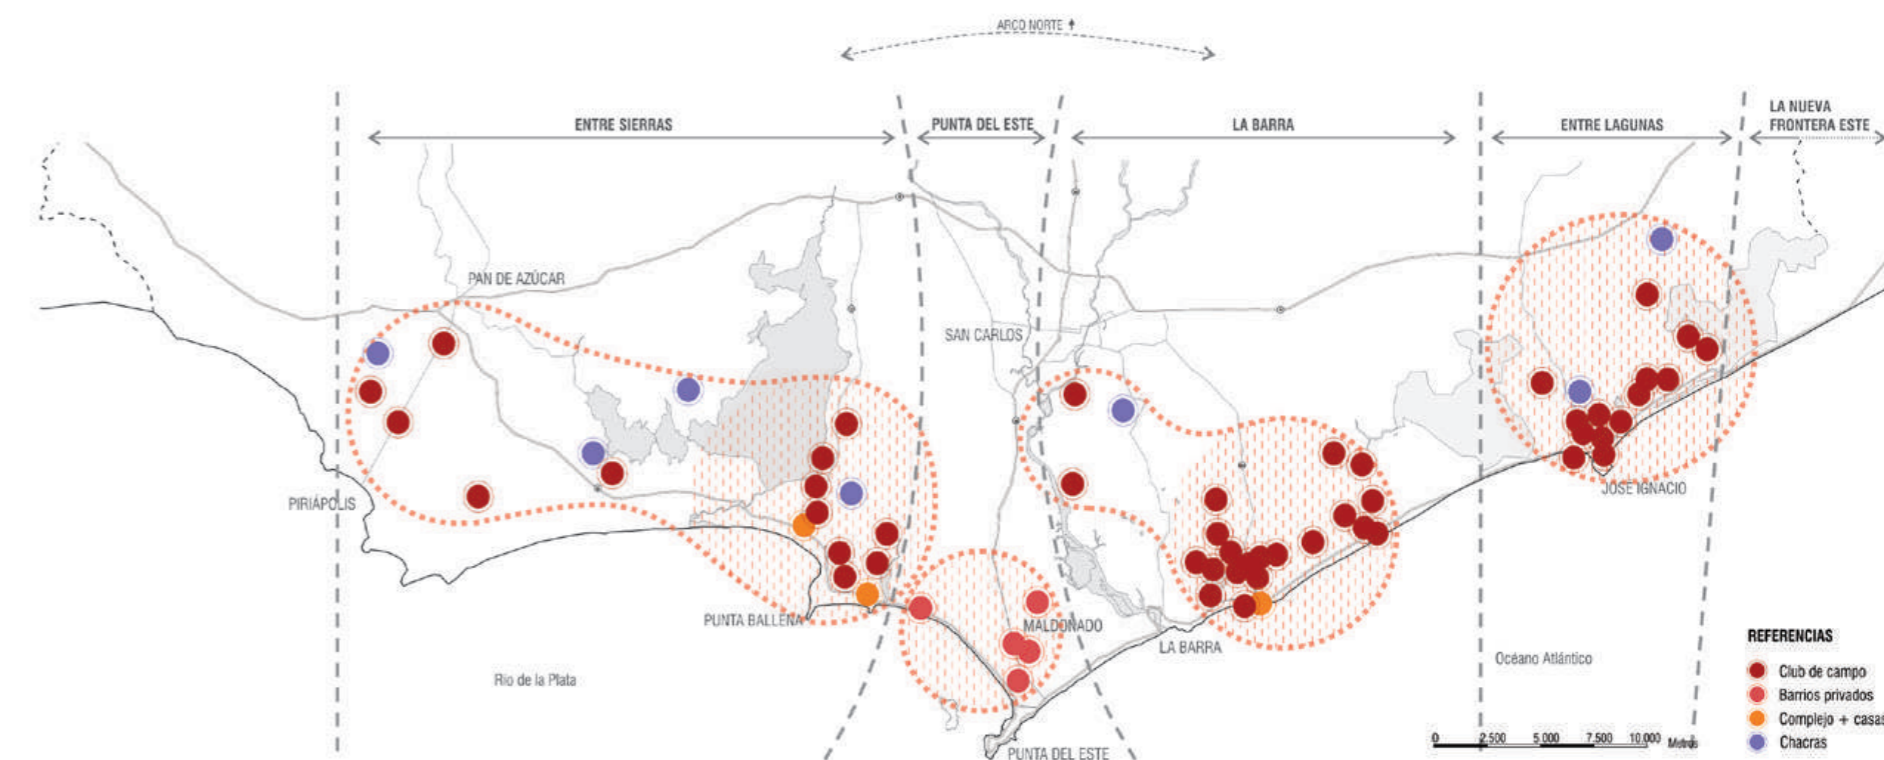 ARCO NORTE
ENTRE SIERRAS
PUNTA DEL ESTE
LA BARRA
ENTRE LAGUNAS
LA NUEVA
FRONTERA ESTE
PAN DE AZÚCAR
SAN CARLOS
PIRIÁPOLIS
JOSE IGNACIO
PUNTA BALLENA
MALDONADO
LA BARRA
Río de la Plata
Océano Atlántico
PUNTA DEL ESTE
REFERENCIAS
Club de campo
Barrios privados
Complejo + casas
Chacras
0 2.500 5.000 7.500 10.000 Metros